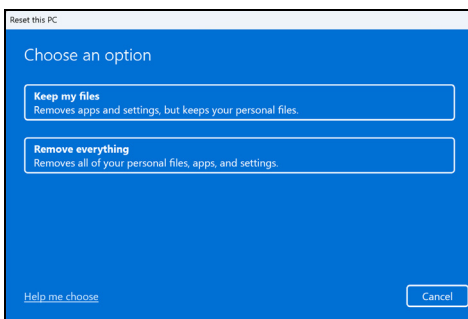 Reset this PC
Choose an option
Keep my files
Removes apps and settings, but keeps your personal files.
Remove everything
Removes all of your personal files, apps, and settings.
Help me choose
Cancel